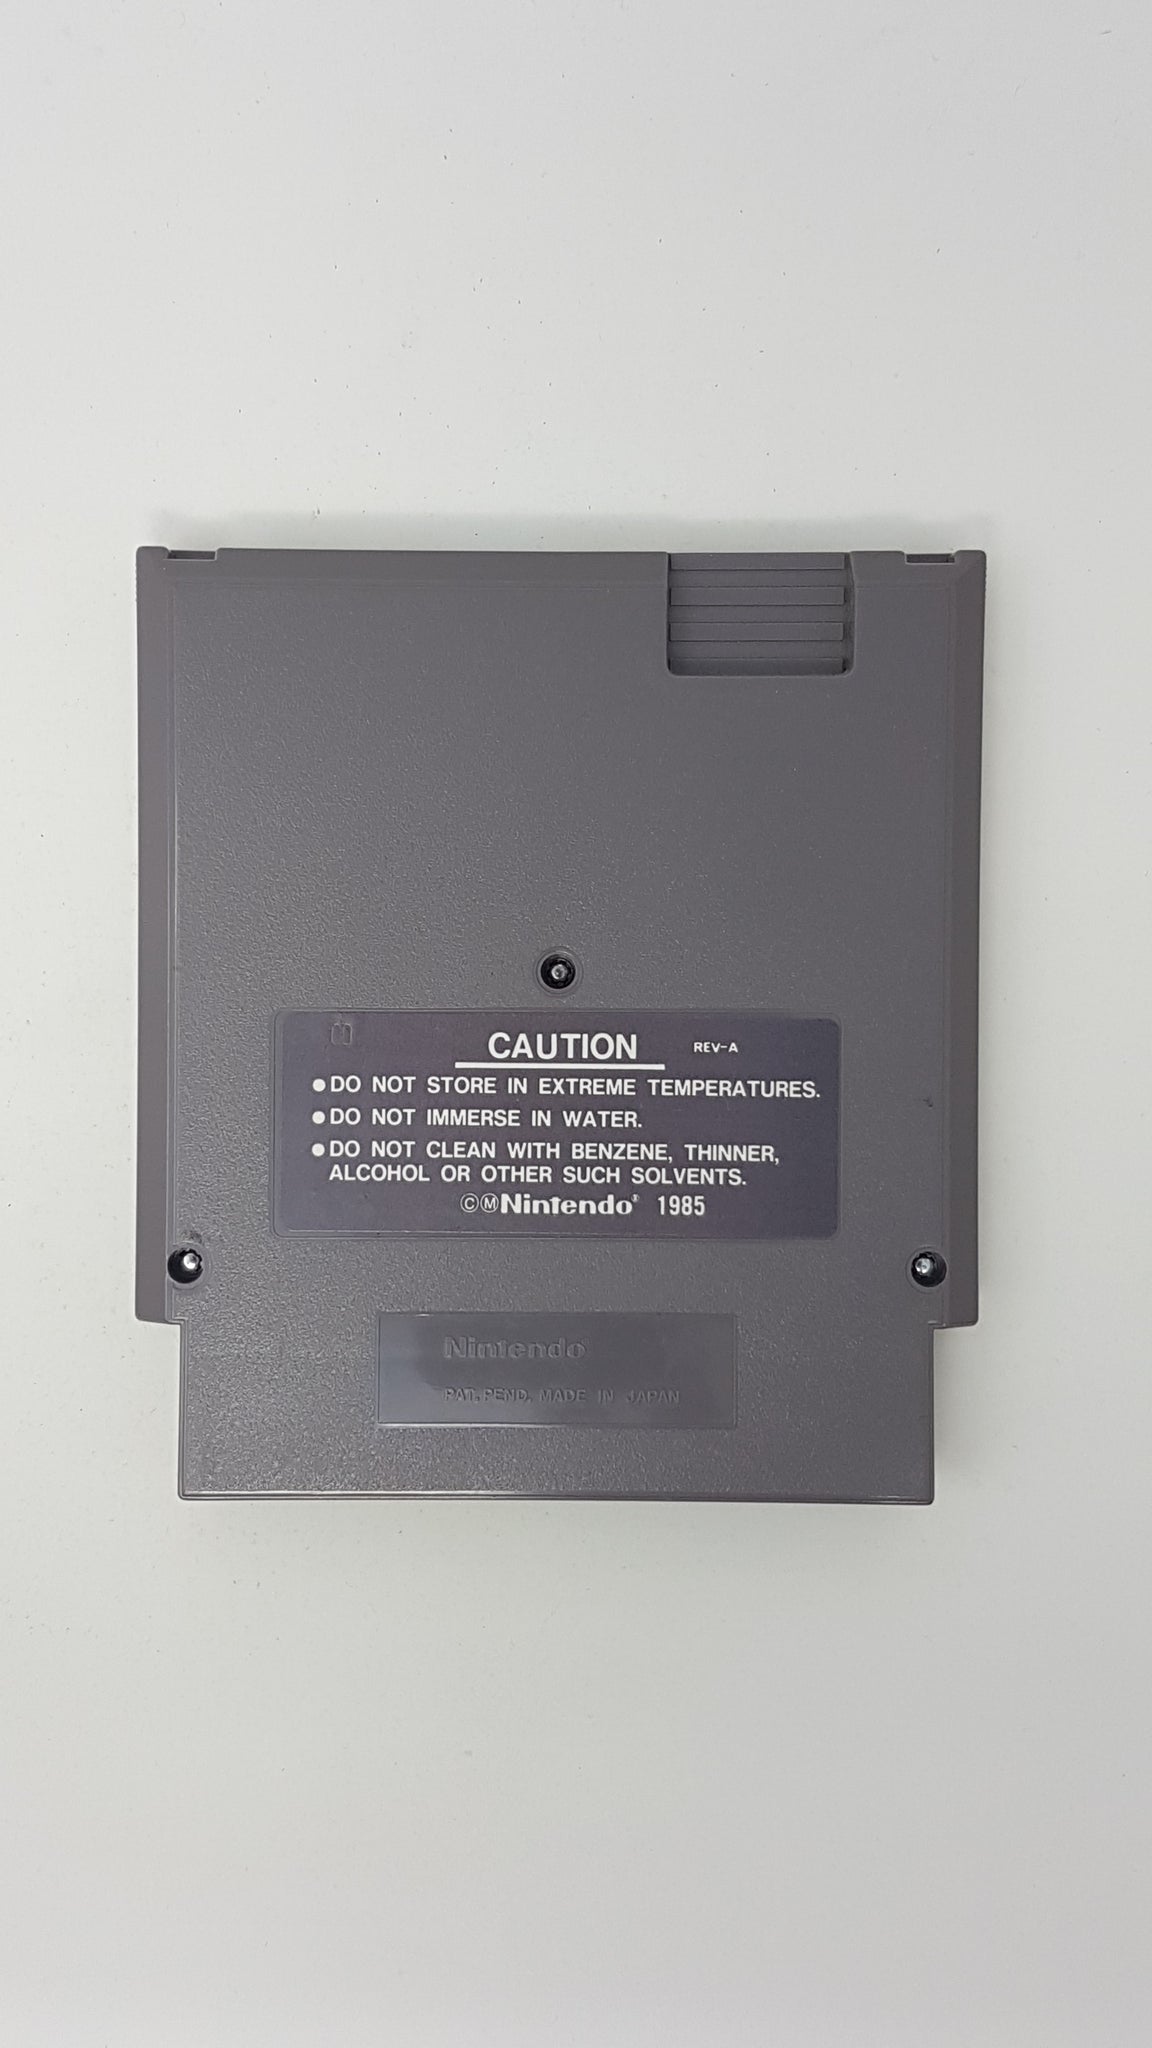 CAUTION REV-A
●DO NOT STORE IN EXTREME TEMPERATURES.
●DO NOT IMMERSE IN WATER.
●DO NOT CLEAN WITH BENZENE, THINNER,
ALCOHOL OR OTHER SUCH SOLVENTS.
©ⓂNintendo® 1985
Nintendo®
PAT. PEND. MADE IN JAPAN